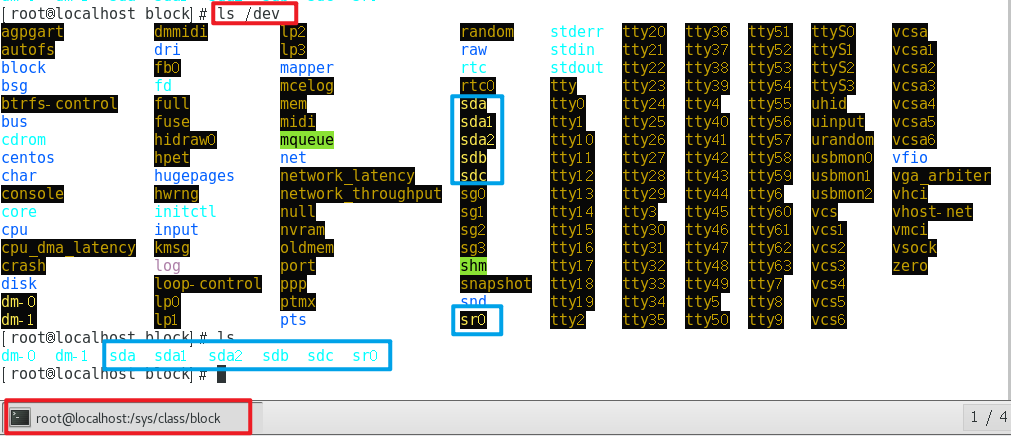 [root@localhost block]# ls /dev
agpgart dmmidi lp2 random stderr tty20 tty36 tty51 ttyS0 vcsa
autofs dri lp3 raw stdin tty21 tty37 tty52 ttyS1 vcsa1
block fb0 mapper rtc stdout tty22 tty38 tty53 ttyS2 vcsa2
bsg fd mcelog rtc0 tty tty23 tty39 tty54 ttyS3 vcsa3
btrfs-control full mem sda tty0 tty24 tty4 tty55 uhid vcsa4
bus fuse midi sda1 tty1 tty25 tty40 tty56 uinput vcsa5
cdrom hidraw0 mqueue sda2 tty10 tty26 tty41 tty57 urandom vcsa6
centos hpet net sdb tty11 tty27 tty42 tty58 usbmon0 vfio
char hugepages network_latency sdc tty12 tty28 tty43 tty59 usbmon1 vga_arbiter
console hwrng network_throughput sg0 tty13 tty29 tty44 tty6 usbmon2 vhci
core initctl null sg1 tty14 tty3 tty45 tty60 vcs vhost-net
cpu input nvram sg2 tty15 tty30 tty46 tty61 vcs1 vmci
cpu_dma_latency kmsg oldmem sg3 tty16 tty31 tty47 tty62 vcs2 vsock
crash log port shm tty17 tty32 tty48 tty63 vcs3 zero
disk loop-control ppp snapshot tty18 tty33 tty49 tty7 vcs4
dm-0 lp0 ptmx snd tty19 tty34 tty5 tty8 vcs5
dm-1 lp1 pts sr0 tty2 tty35 tty50 tty9 vcs6
[root@localhost block]# ls
dm-0 dm-1 sda sda1 sda2 sdb sdc sr0
[root@localhost block]#
root@localhost:/sys/class/block
1 / 4